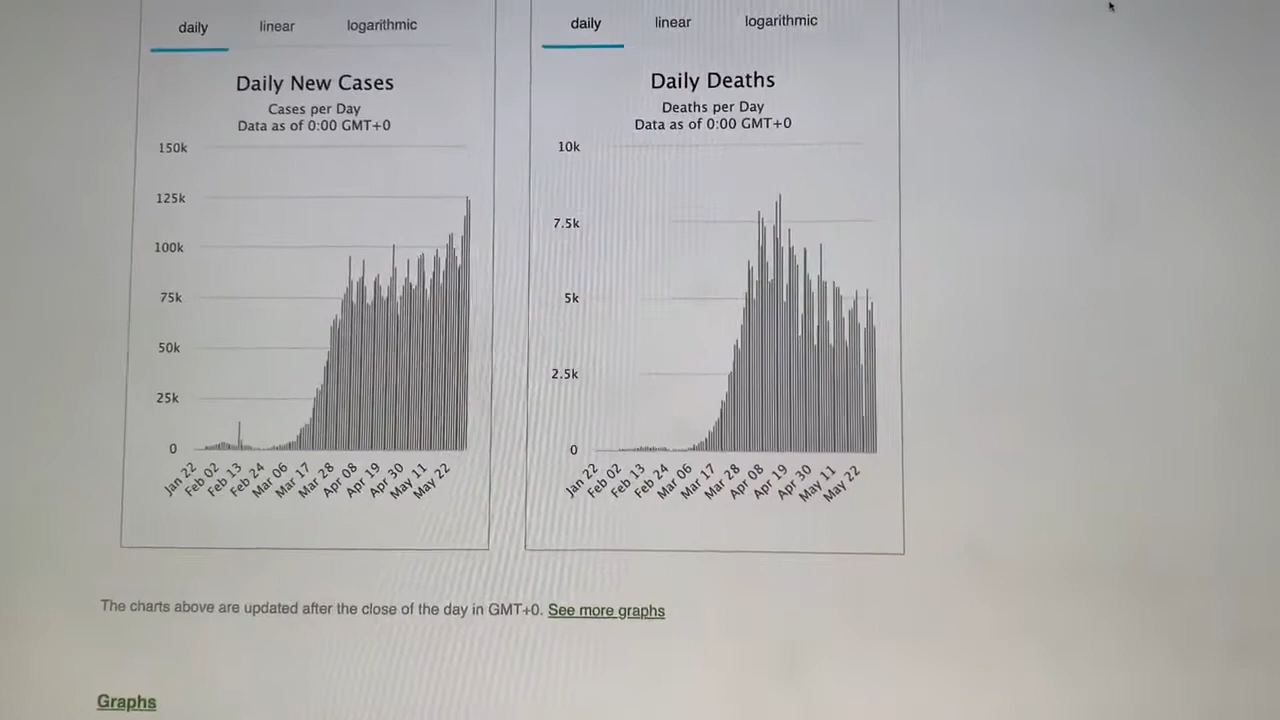 daily linear logarithmic
Daily New Cases
Cases per Day
Data as of 0:00 GMT+0
150k
125k
100k
75k
50k
25k
0
Jan 22 Feb 02 Feb 13 Feb 24 Mar 06 Mar 17 Mar 28 Apr 08 Apr 19 Apr 30 May 11 May 22
daily linear logarithmic
Daily Deaths
Deaths per Day
Data as of 0:00 GMT+0
10k
7.5k
5k
2.5k
0
Jan 22 Feb 02 Feb 13 Feb 24 Mar 06 Mar 17 Mar 28 Apr 08 Apr 19 Apr 30 May 11 May 22
The charts above are updated after the close of the day in GMT+0. See more graphs
Graphs